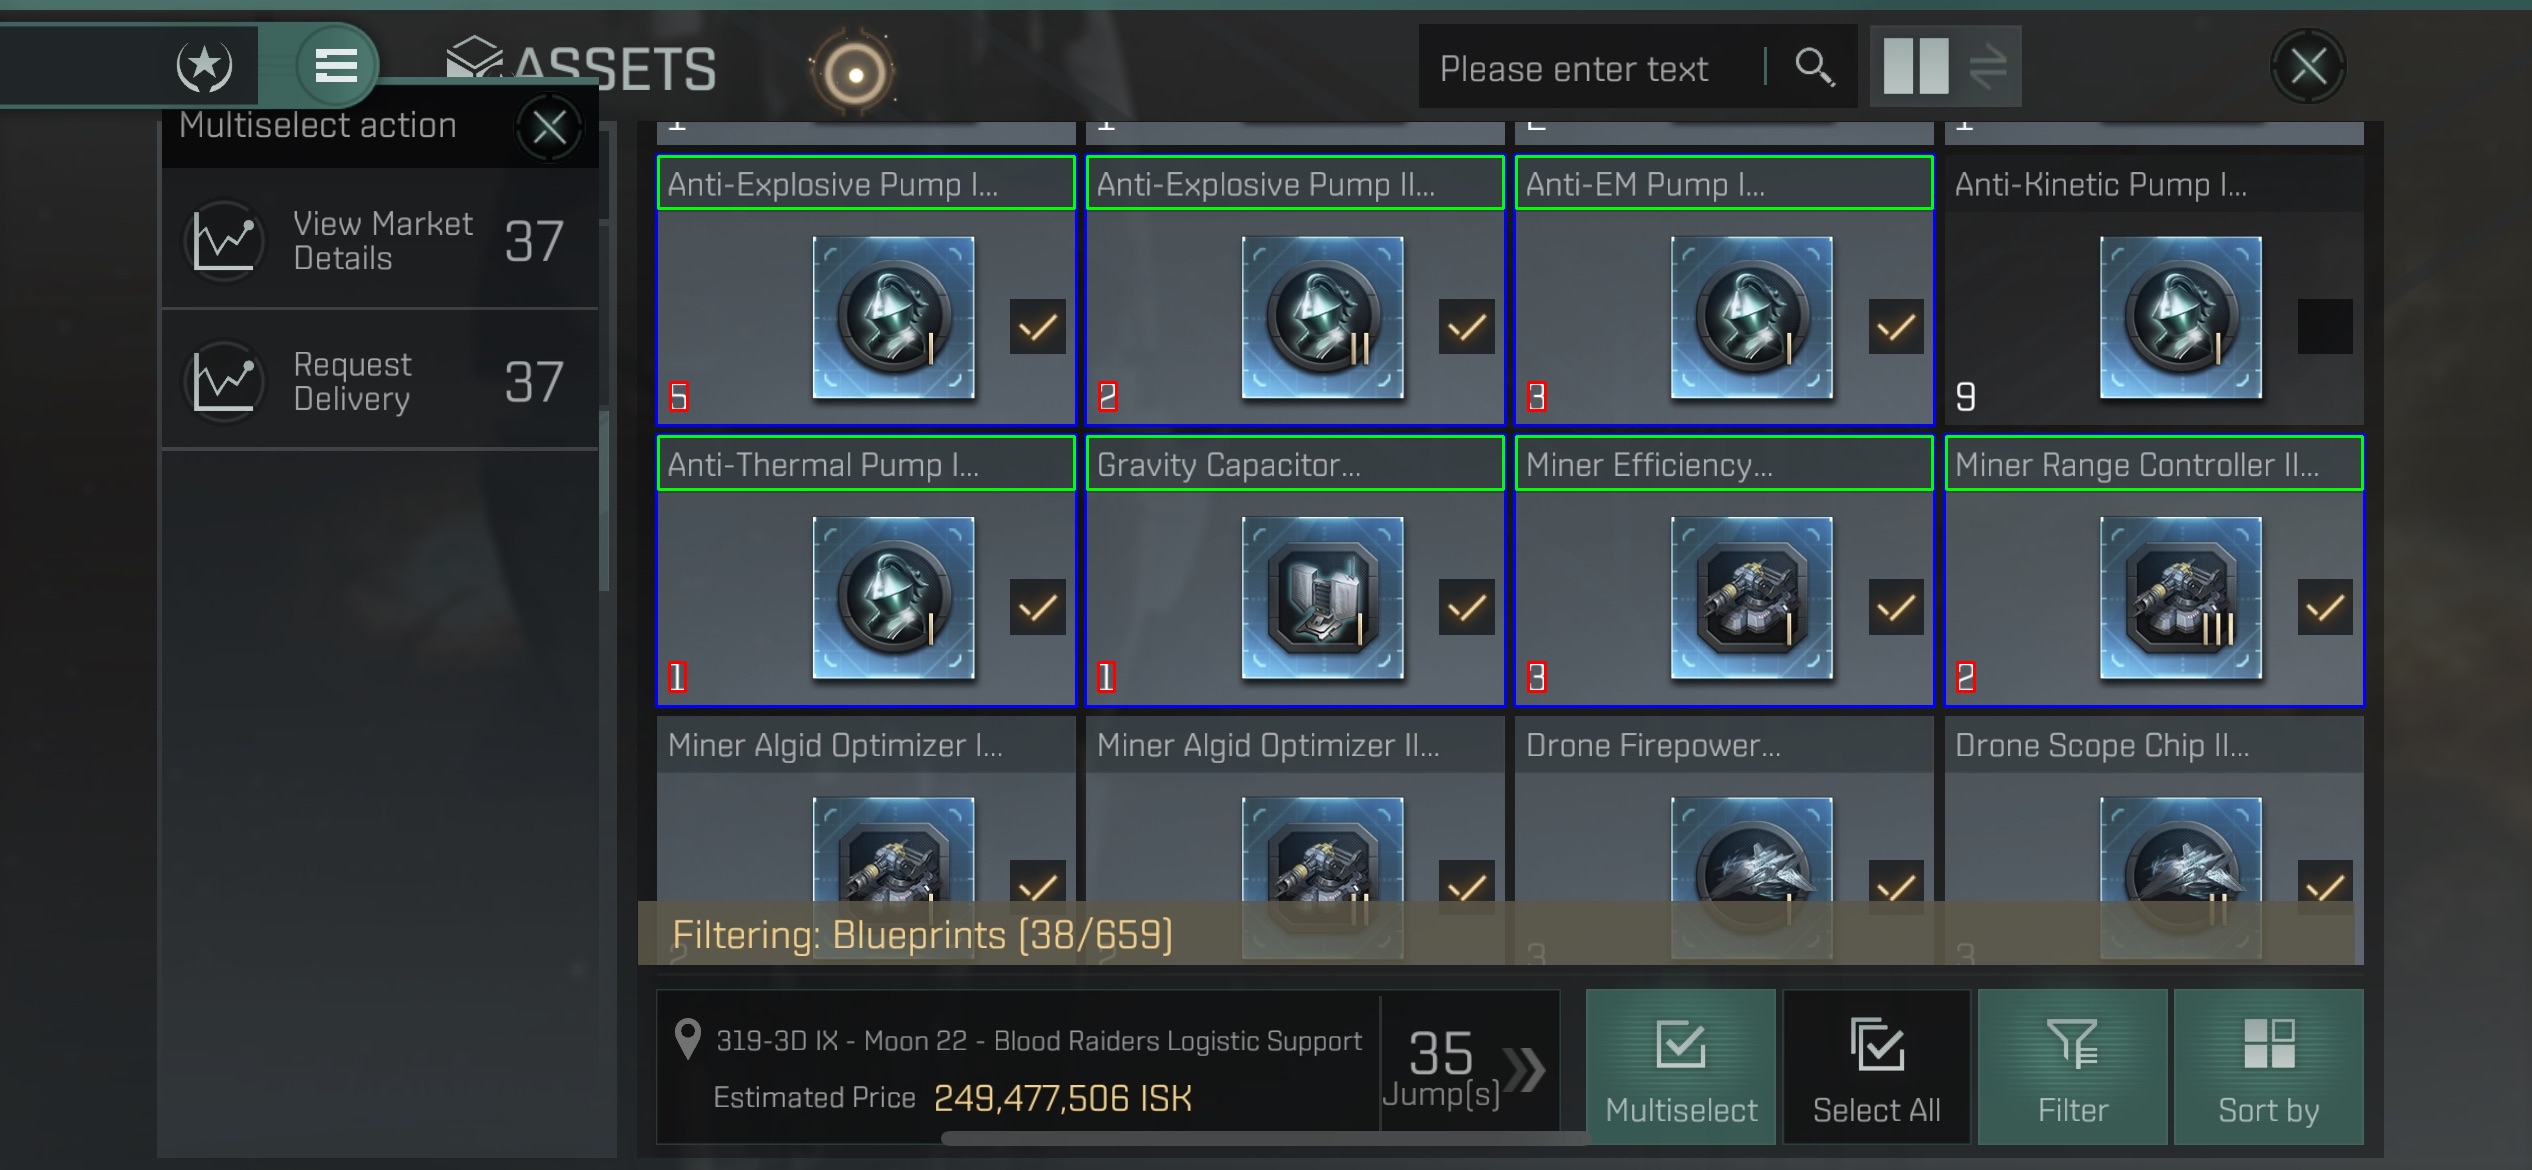 ASSETS
Please enter text
Multiselect action
View Market
Details
37
Request
Delivery
37
Anti-Explosive Pump I...
Anti-Explosive Pump II...
Anti-EM Pump I...
Anti-Kinetic Pump I...
5
2
3
9
Anti-Thermal Pump I...
Gravity Capacitor...
Miner Efficiency...
Miner Range Controller II...
1
1
3
2
Miner Algid Optimizer I...
Miner Algid Optimizer II...
Drone Firepower...
Drone Scope Chip II...
Filtering: Blueprints (38/659)
319-3D IX - Moon 22 - Blood Raiders Logistic Support
Estimated Price 249,477,506 ISK
35
Jump(s)
Multiselect
Select All
Filter
Sort by